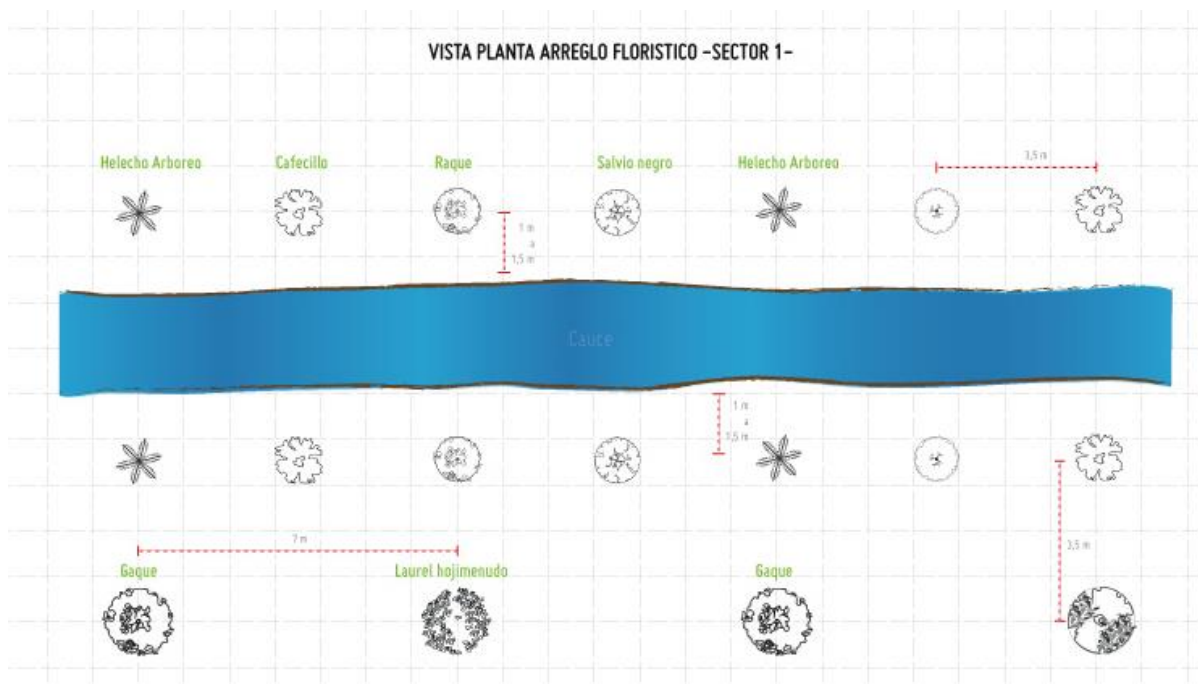 VISTA PLANTA ARREGLO FLORISTICO -SECTOR 1-
Helecho Arboreo
Cafecillo
Raque
Salvio negro
Helecho Arboreo
3,5 m
1 m
a
1,5 m
Cauce
1 m
a
1,5 m
7 m
3,5 m
Gaque
Laurel hojimenudo
Gaque